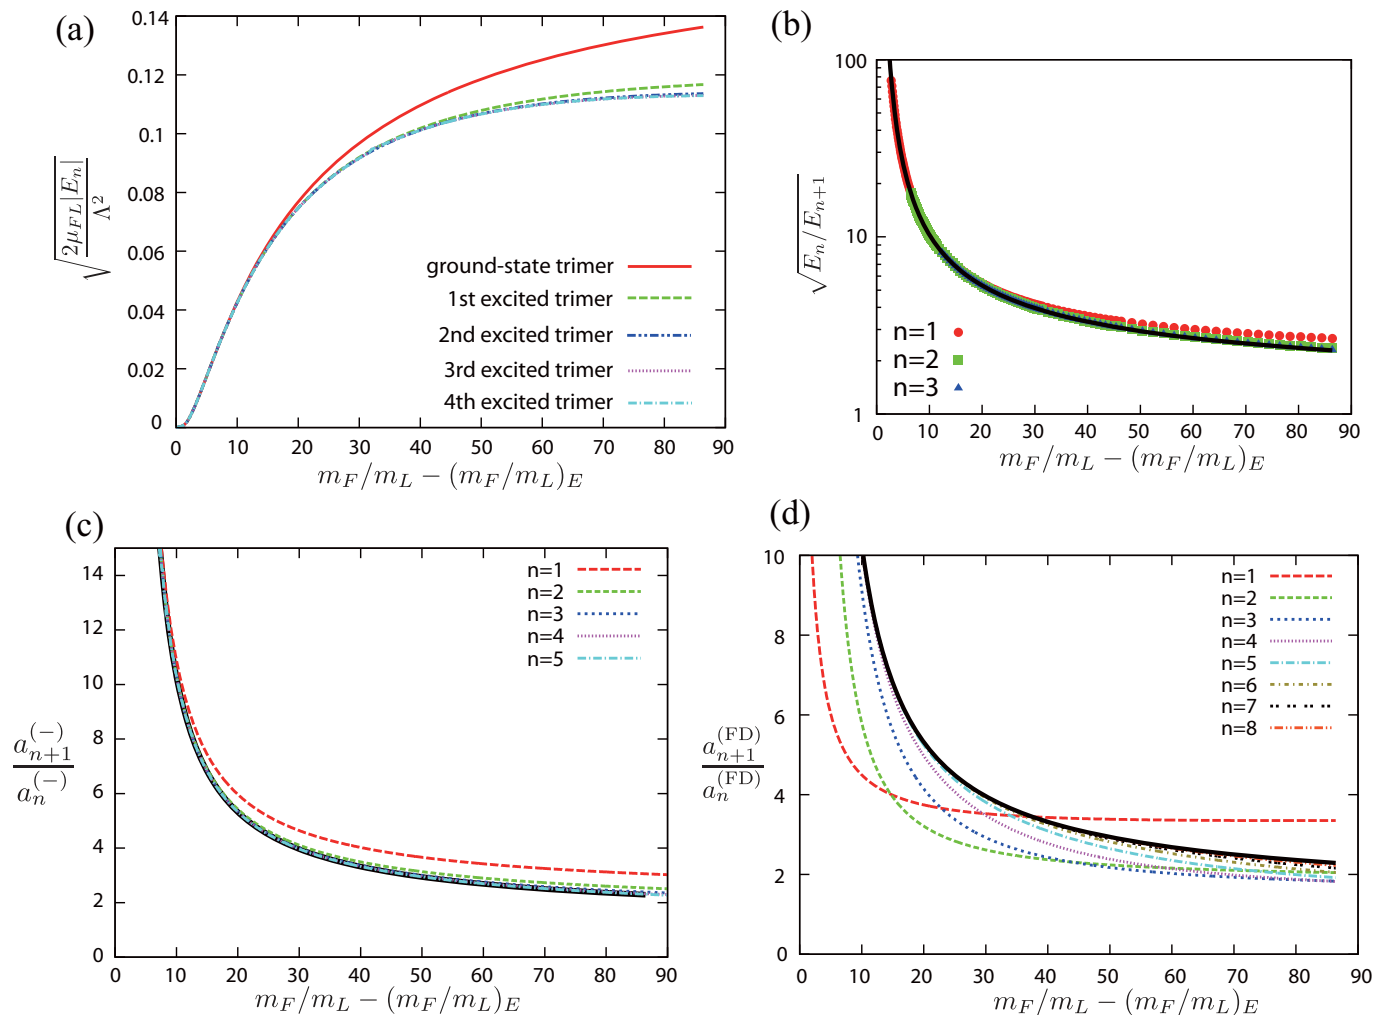 (a)
0.14
0.12
0.1
0.08
0.06
0.04
0.02
0
√(2μ_{FL}|E_n| / Λ²)
ground-state trimer
1st excited trimer
2nd excited trimer
3rd excited trimer
4th excited trimer
0 10 20 30 40 50 60 70 80 90
m_F/m_L − (m_F/m_L)_E
(b)
100
10
1
√(E_n/E_{n+1})
n=1
n=2
n=3
0 10 20 30 40 50 60 70 80 90
m_F/m_L − (m_F/m_L)_E
(c)
14
12
10
8
6
4
2
0
a_{n+1}^{(−)}
a_n^{(−)}
n=1
n=2
n=3
n=4
n=5
0 10 20 30 40 50 60 70 80 90
m_F/m_L − (m_F/m_L)_E
(d)
10
8
6
4
2
0
a_{n+1}^{(FD)}
a_n^{(FD)}
n=1
n=2
n=3
n=4
n=5
n=6
n=7
n=8
0 10 20 30 40 50 60 70 80 90
m_F/m_L − (m_F/m_L)_E